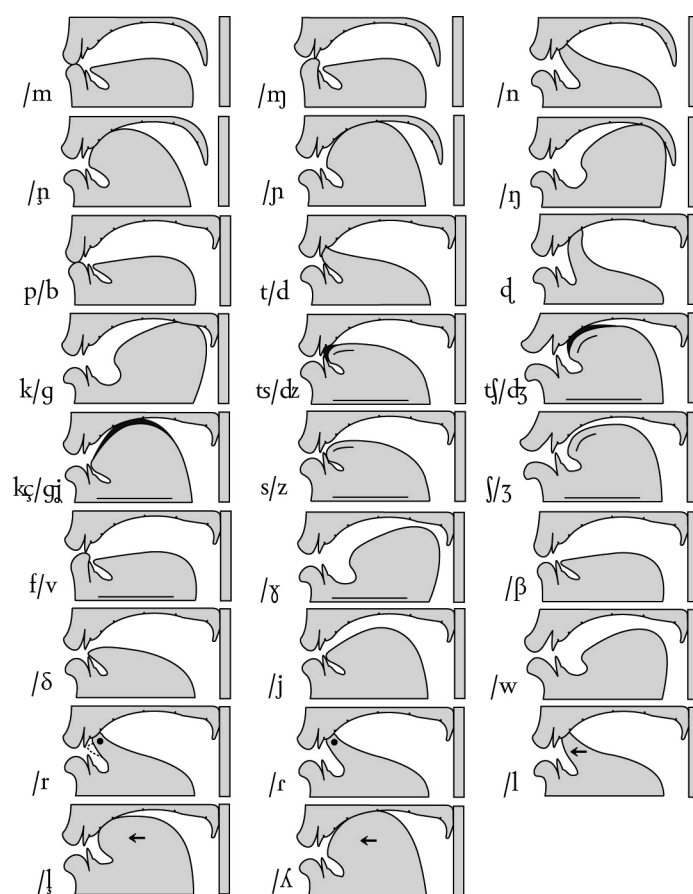 /m
/ɱ
/n
/n̡
/ɲ
/ŋ
p/b
t/d
ɖ
k/g
ts/dz
tʃ/dʒ
kç/gʝ
s/z
ʃ/ʒ
f/v
/ɣ
/β
/δ
/j
/w
/r
/ɾ
/l
/l̡
/ʎ